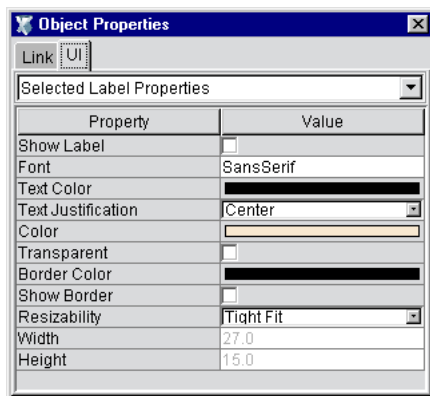 Object Properties
Link UI
Selected Label Properties
Property Value
Show Label
Font SansSerif
Text Color
Text Justification Center
Color
Transparent
Border Color
Show Border
Resizability Tight Fit
Width 27.0
Height 15.0